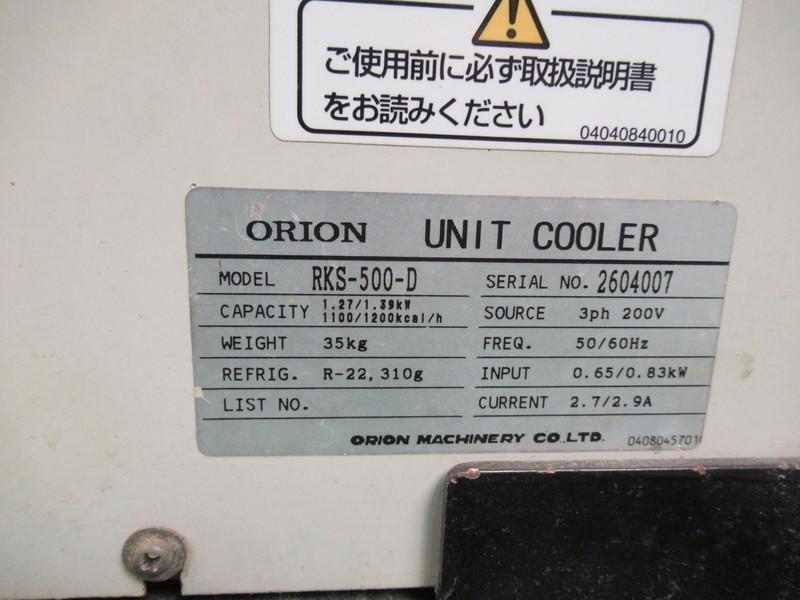 ご使用前に必ず取扱説明書
をお読みください
04040840010
ORION UNIT COOLER
MODEL RKS-500-D SERIAL NO. 2604007
CAPACITY 1.27/1.39kW 1100/1200kcal/h SOURCE 3ph 200V
WEIGHT 35kg FREQ. 50/60Hz
REFRIG. R-22, 310g INPUT 0.65/0.83kW
LIST NO. CURRENT 2.7/2.9A
ORION MACHINERY CO.,LTD.